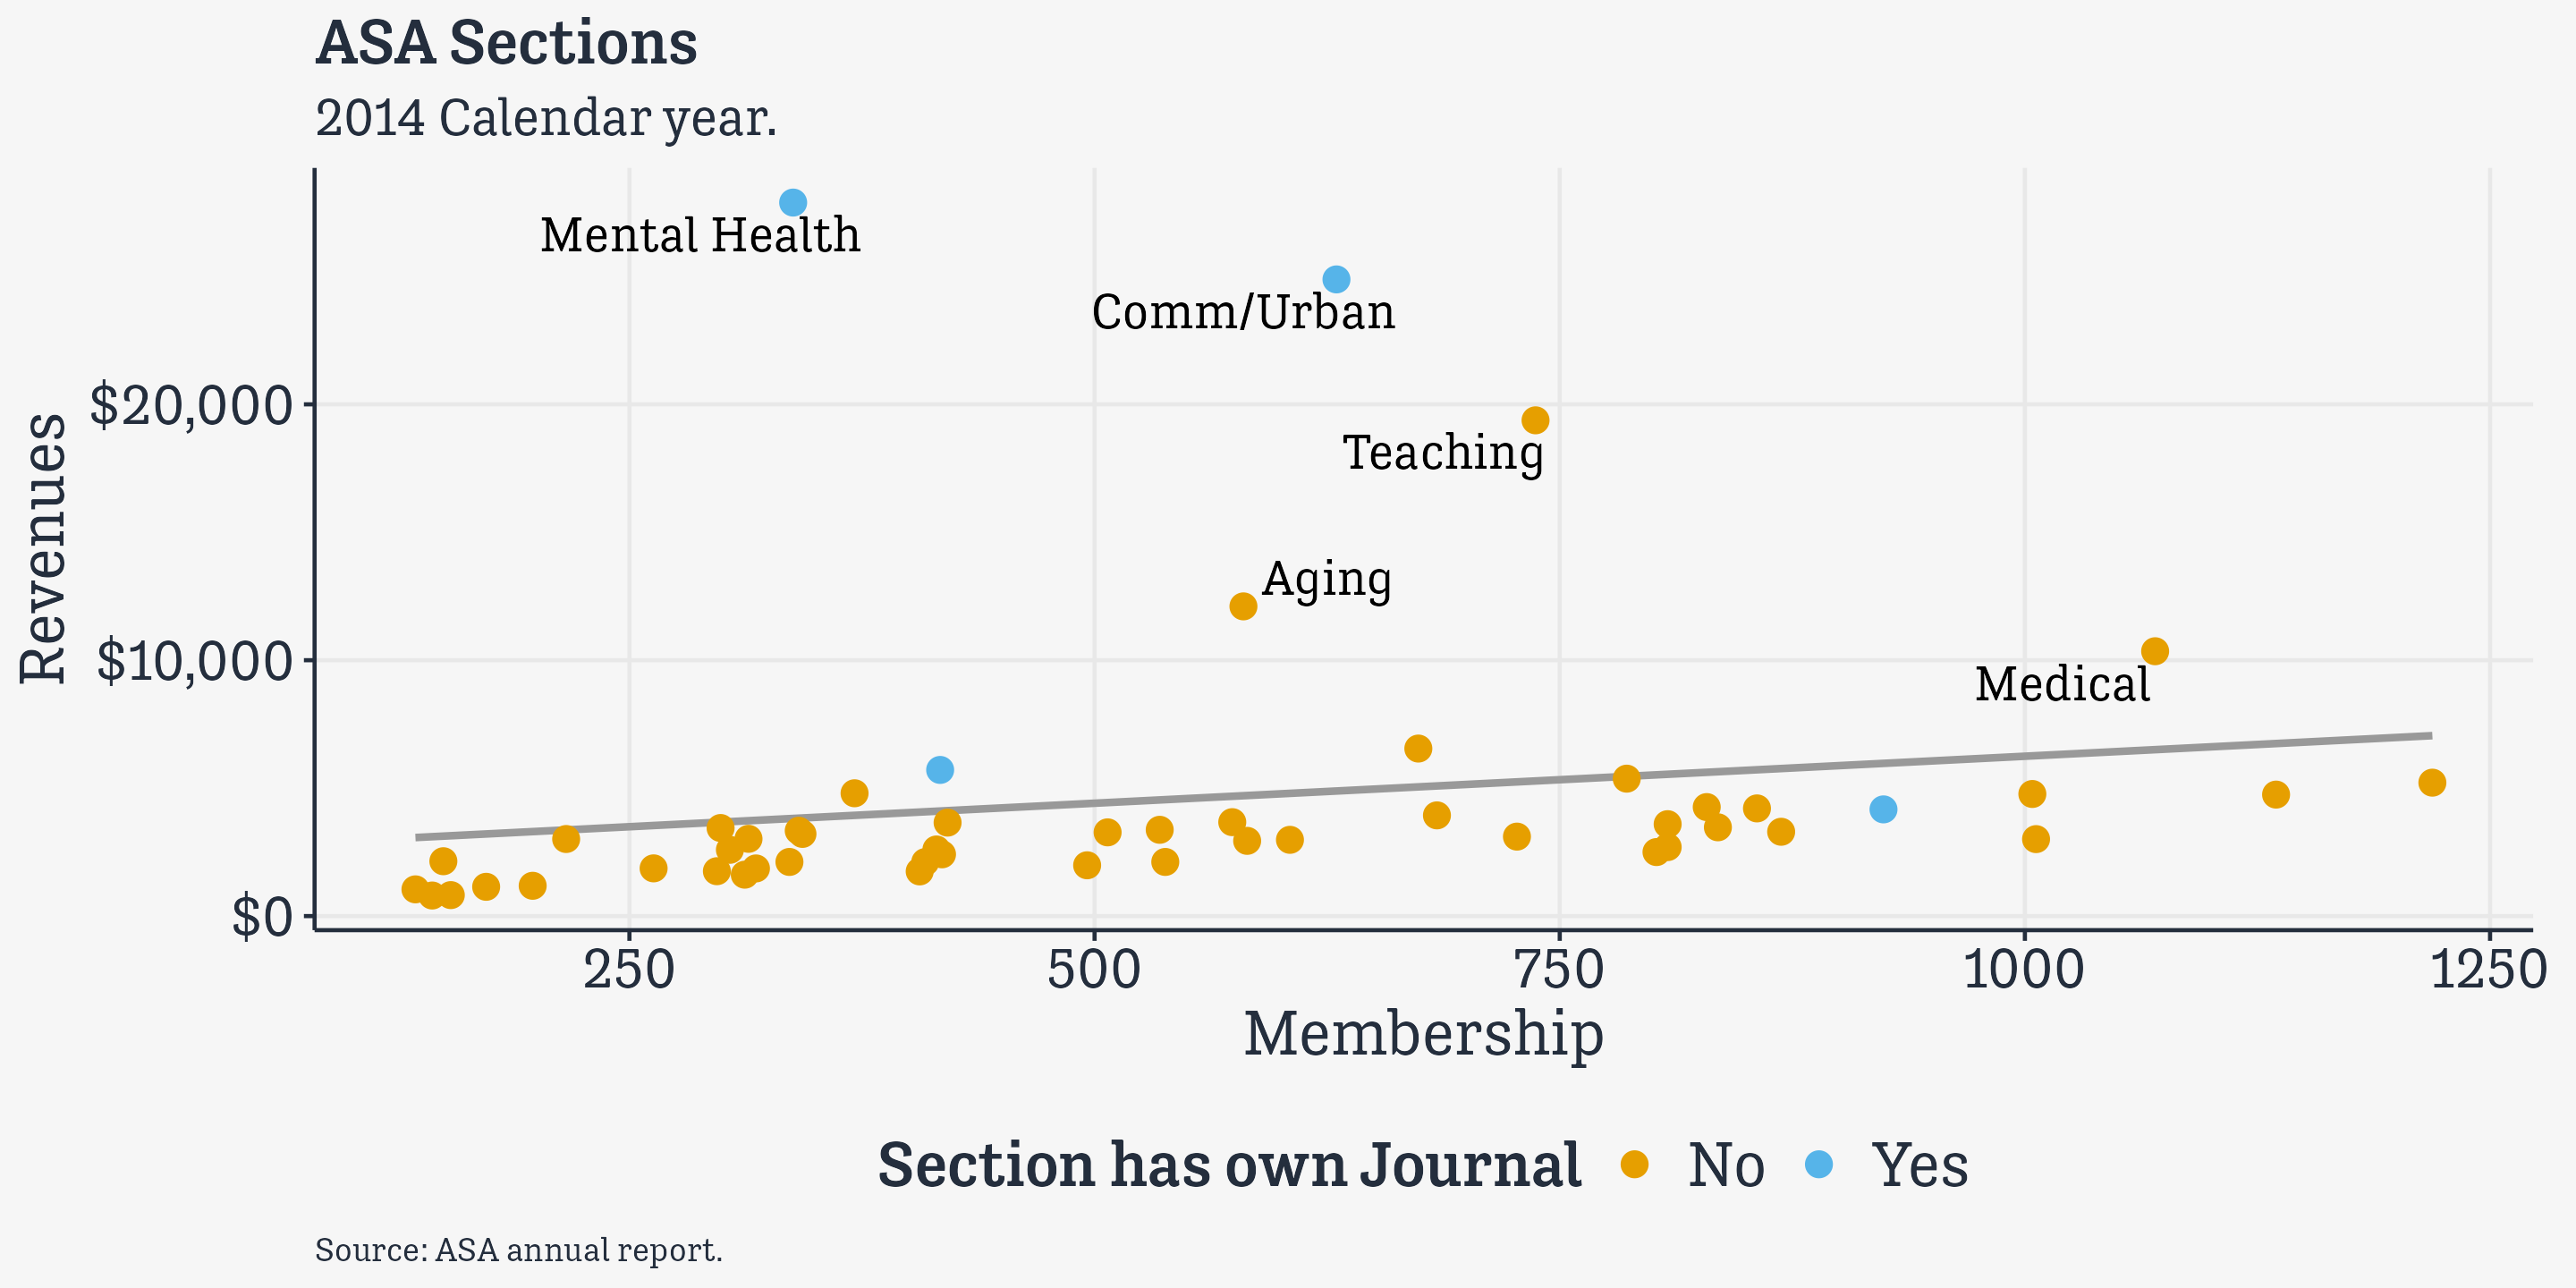 ASA Sections
2014 Calendar year.
Mental Health
Comm/Urban
$20,000
Teaching
Aging
Revenues
$10,000
Medical
$0
250 500 750 1000 1250
Membership
Section has own Journal No Yes
Source: ASA annual report.